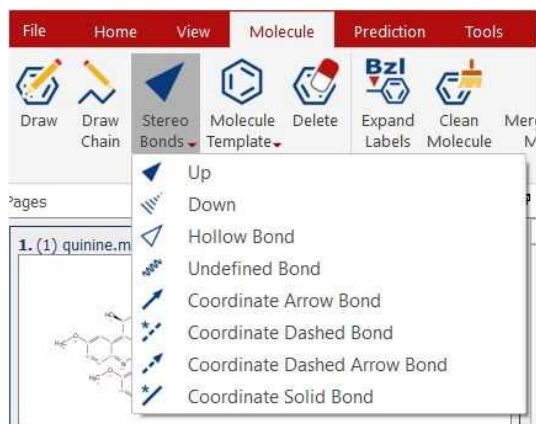 File Home View Molecule Prediction Tools
Bzl
Draw Draw Chain Stereo Bonds Molecule Template Delete Expand Labels Clean Molecule
Up
Pages
Down
1. (1) quinine.m
Hollow Bond
Undefined Bond
Coordinate Arrow Bond
Coordinate Dashed Bond
Coordinate Dashed Arrow Bond
Coordinate Solid Bond